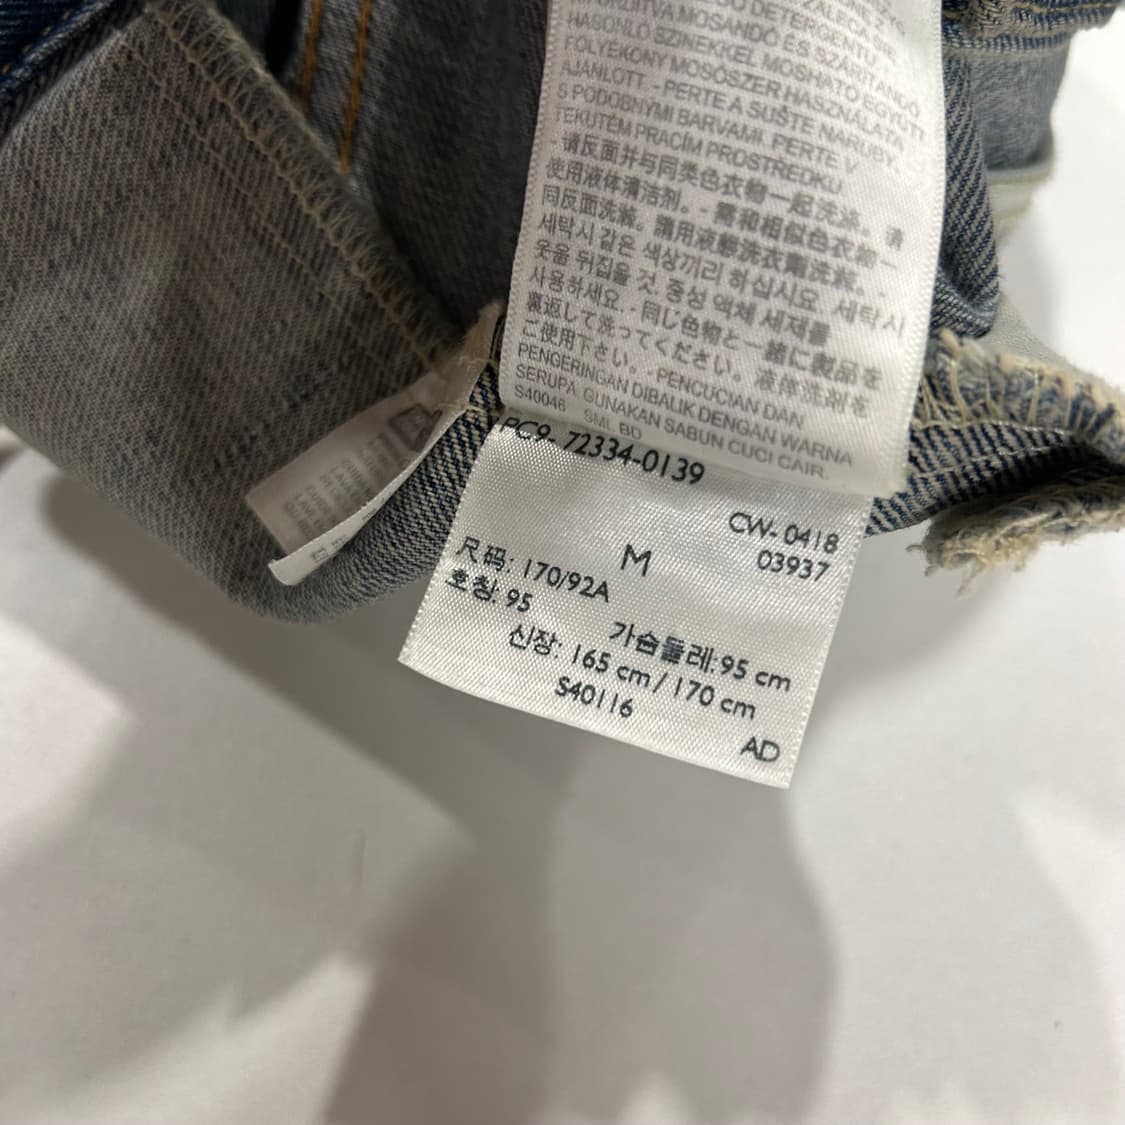 HASONLÓ SZÍNEKKEL MOSHATÓ EGYÜTT.
FOLYÉKONY MOSÓSZER HASZNÁLATA
AJÁNLOTT. - PERTE A SUŠTE NARUBY,
S PODOBNÝMI BARVAMI. PERTE V
TEKUTÉM PRACÍM PROSTŘEDKU.
- 请反面并与同类色衣物一起洗涤。请
使用液体清洁剂。- 需和相似色衣物一
同反面洗滌。請用液態洗衣精洗滌。-
세탁시 같은 색상끼리 하십시오. 세탁시
옷을 뒤집을 것. 중성 액체 세제를
사용하세요. - 同じ色物と一緒に製品を
裏返して洗ってください。液体洗剤を
ご使用下さい。 - PENCUCIAN DAN
PENGERINGAN DIBALIK DENGAN WARNA
SERUPA. GUNAKAN SABUN CUCI CAIR.
S40046 SML BD
PC9- 72334-0139
CW- 0418
03937
M
尺码: 170/92A
호칭: 95
가슴둘레: 95 cm
신장: 165 cm / 170 cm
S40116
AD